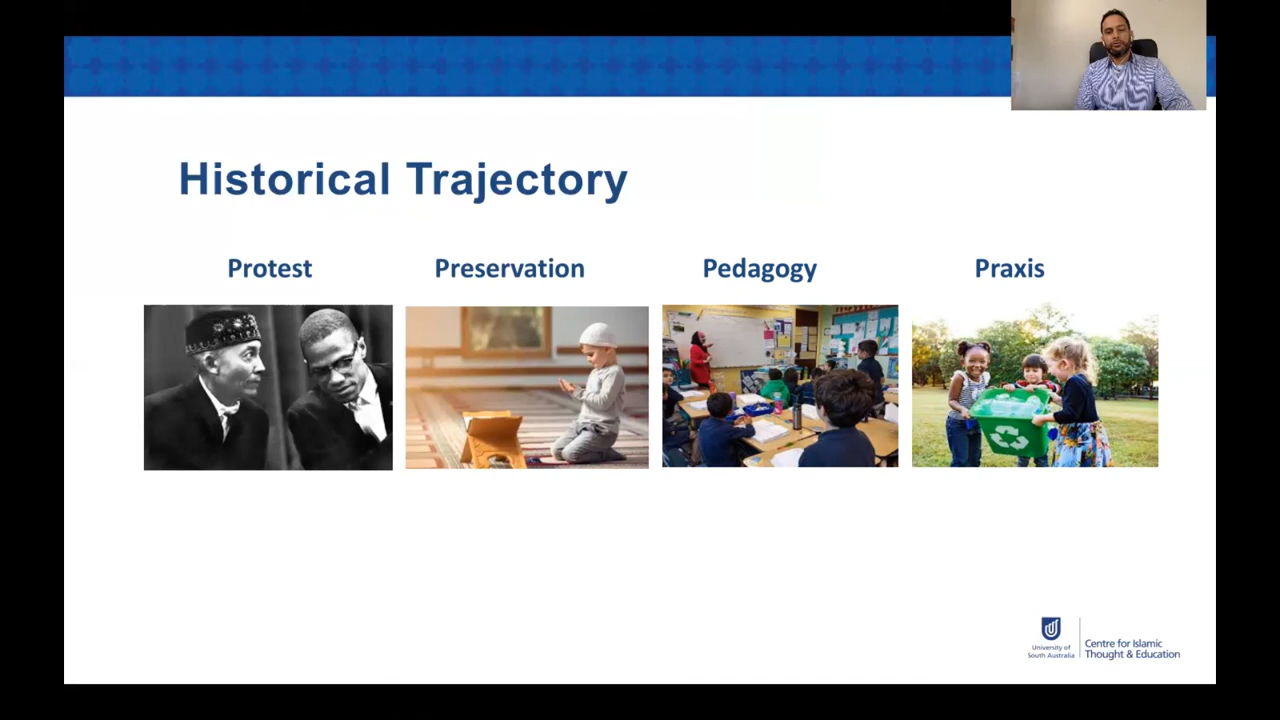 Historical Trajectory
Protest
Preservation
Pedagogy
Praxis
University of
South Australia
Centre for Islamic
Thought & Education